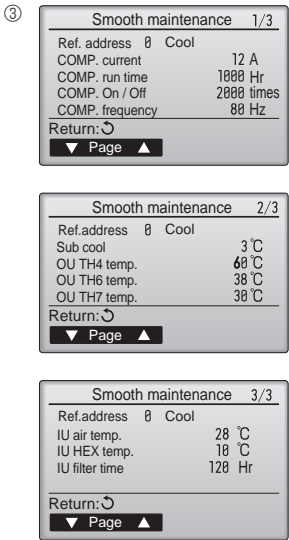 ③
Smooth maintenance 1/3
Ref. address 0 Cool
COMP. current 12 A
COMP. run time 1000 Hr
COMP. On / Off 2000 times
COMP. frequency 80 Hz
Return:
▼ Page ▲
Smooth maintenance 2/3
Ref.address 0 Cool
Sub cool 3℃
OU TH4 temp. 60℃
OU TH6 temp. 38℃
OU TH7 temp. 30℃
Return:
▼ Page ▲
Smooth maintenance 3/3
Ref.address 0 Cool
IU air temp. 28 ℃
IU HEX temp. 10 ℃
IU filter time 120 Hr
Return:
▼ Page ▲